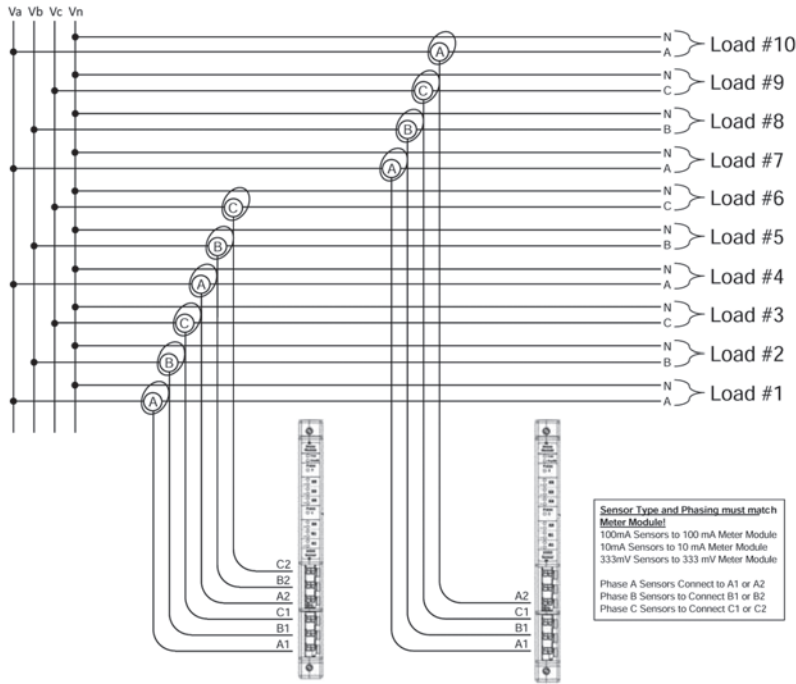 Va Vb Vc Vn
N
A
Load #10
N
C
Load #9
N
B
Load #8
N
A
Load #7
N
C
Load #6
N
B
Load #5
N
A
Load #4
N
C
Load #3
N
B
Load #2
N
A
Load #1
A
C
B
A
C
B
A
C
B
A
C2
B2
A2
C1
B1
A1
A2
C1
B1
A1
Sensor Type and Phasing must match
Meter Module!
100mA Sensors to 100 mA Meter Module
10mA Sensors to 10 mA Meter Module
333mV Sensors to 333 mV Meter Module
Phase A Sensors Connect to A1 or A2
Phase B Sensors to Connect B1 or B2
Phase C Sensors to Connect C1 or C2